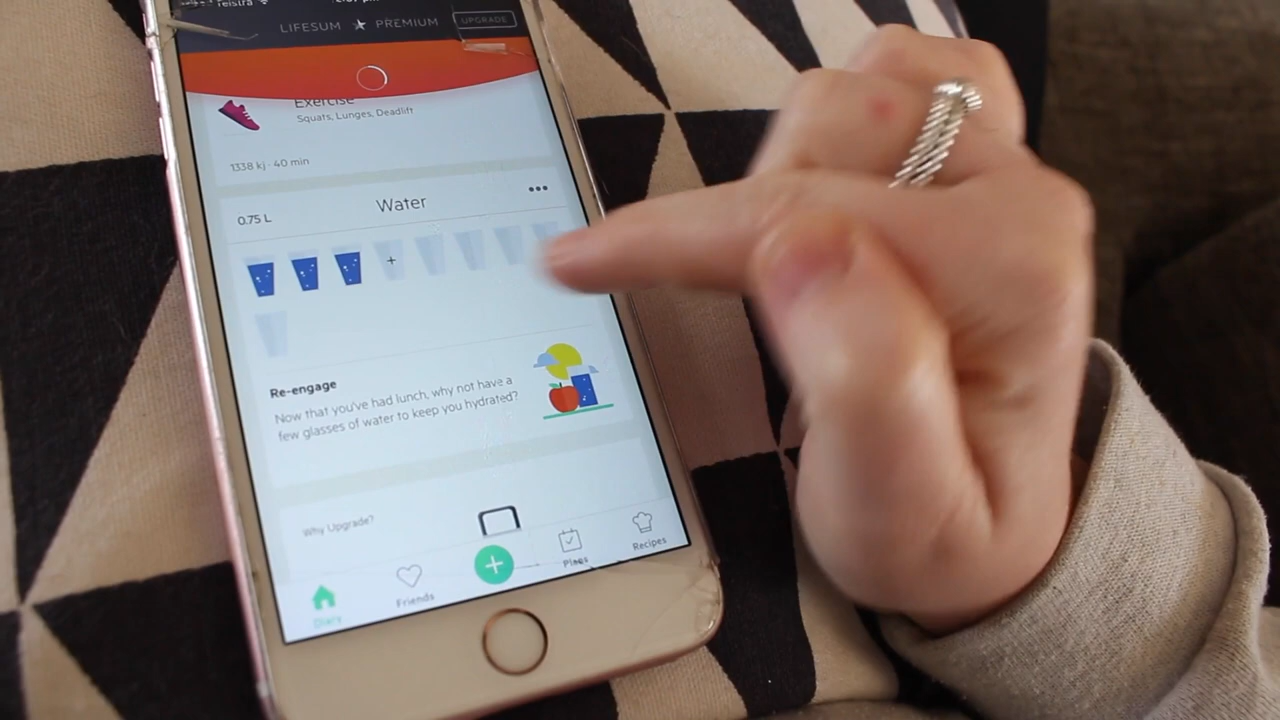 Telstra
LIFESUM ★ PREMIUM UPGRADE
Exercise
Squats, Lunges, Deadlift
1338 kj · 40 min
0.75 L Water •••
+
Re-engage
Now that you've had lunch, why not have a
few glasses of water to keep you hydrated?
Why Upgrade?
Diary Friends + Plans Recipes